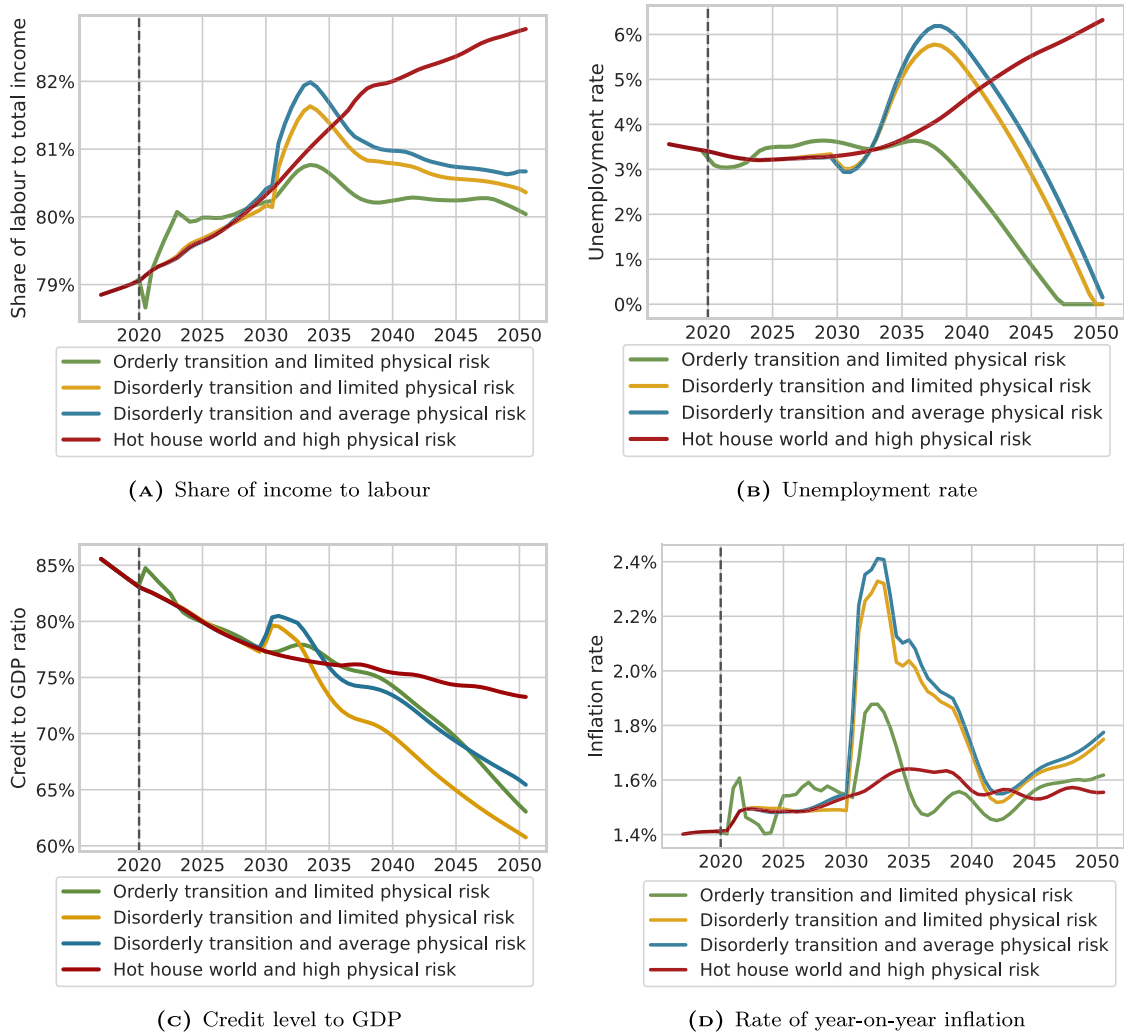 Share of labour to total income
82%
81%
80%
79%
2020 2025 2030 2035 2040 2045 2050
Orderly transition and limited physical risk
Disorderly transition and limited physical risk
Disorderly transition and average physical risk
Hot house world and high physical risk
(A) Share of income to labour
Unemployment rate
6%
5%
4%
3%
2%
1%
0%
2020 2025 2030 2035 2040 2045 2050
Orderly transition and limited physical risk
Disorderly transition and limited physical risk
Disorderly transition and average physical risk
Hot house world and high physical risk
(B) Unemployment rate
Credit to GDP ratio
85%
80%
75%
70%
65%
60%
2020 2025 2030 2035 2040 2045 2050
Orderly transition and limited physical risk
Disorderly transition and limited physical risk
Disorderly transition and average physical risk
Hot house world and high physical risk
(C) Credit level to GDP
Inflation rate
2.4%
2.2%
2.0%
1.8%
1.6%
1.4%
2020 2025 2030 2035 2040 2045 2050
Orderly transition and limited physical risk
Disorderly transition and limited physical risk
Disorderly transition and average physical risk
Hot house world and high physical risk
(D) Rate of year-on-year inflation